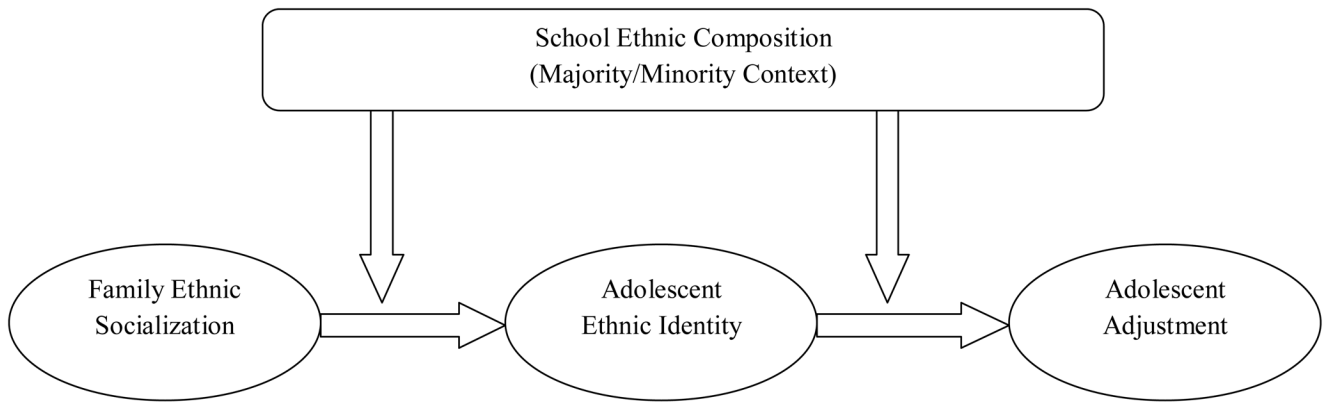 School Ethnic Composition
(Majority/Minority Context)
Family Ethnic
Socialization
Adolescent
Ethnic Identity
Adolescent
Adjustment